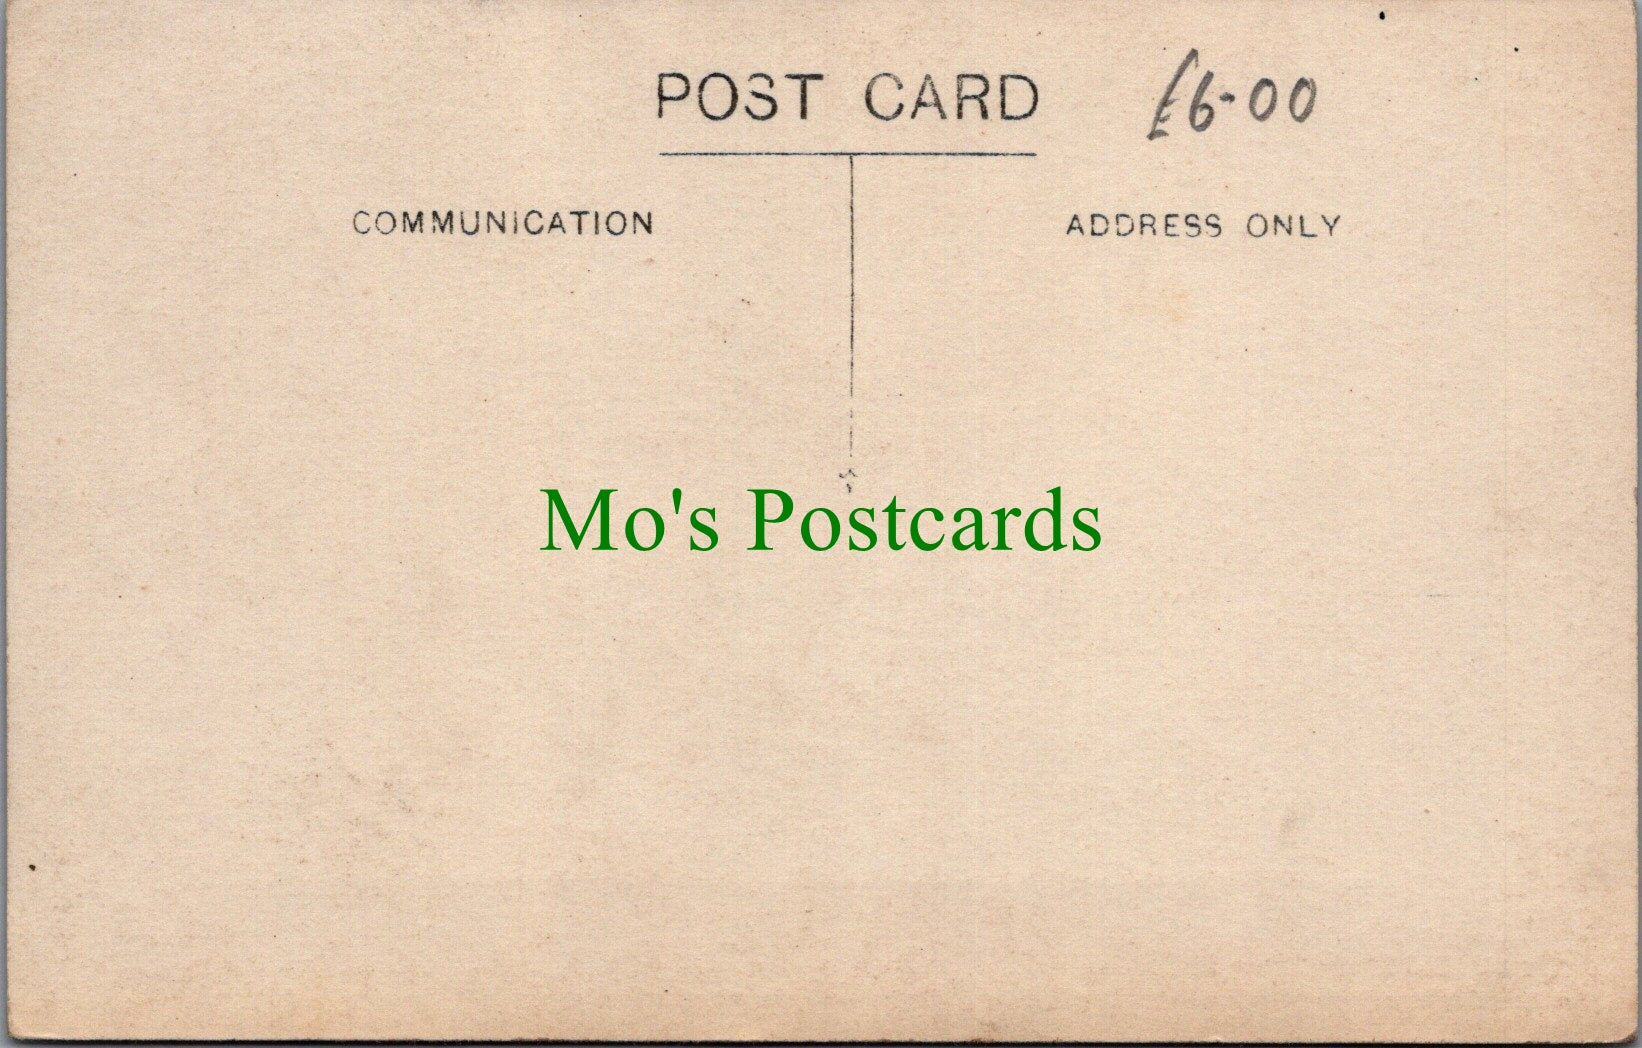 POST CARD
£6-00
COMMUNICATION
ADDRESS ONLY
Mo's Postcards